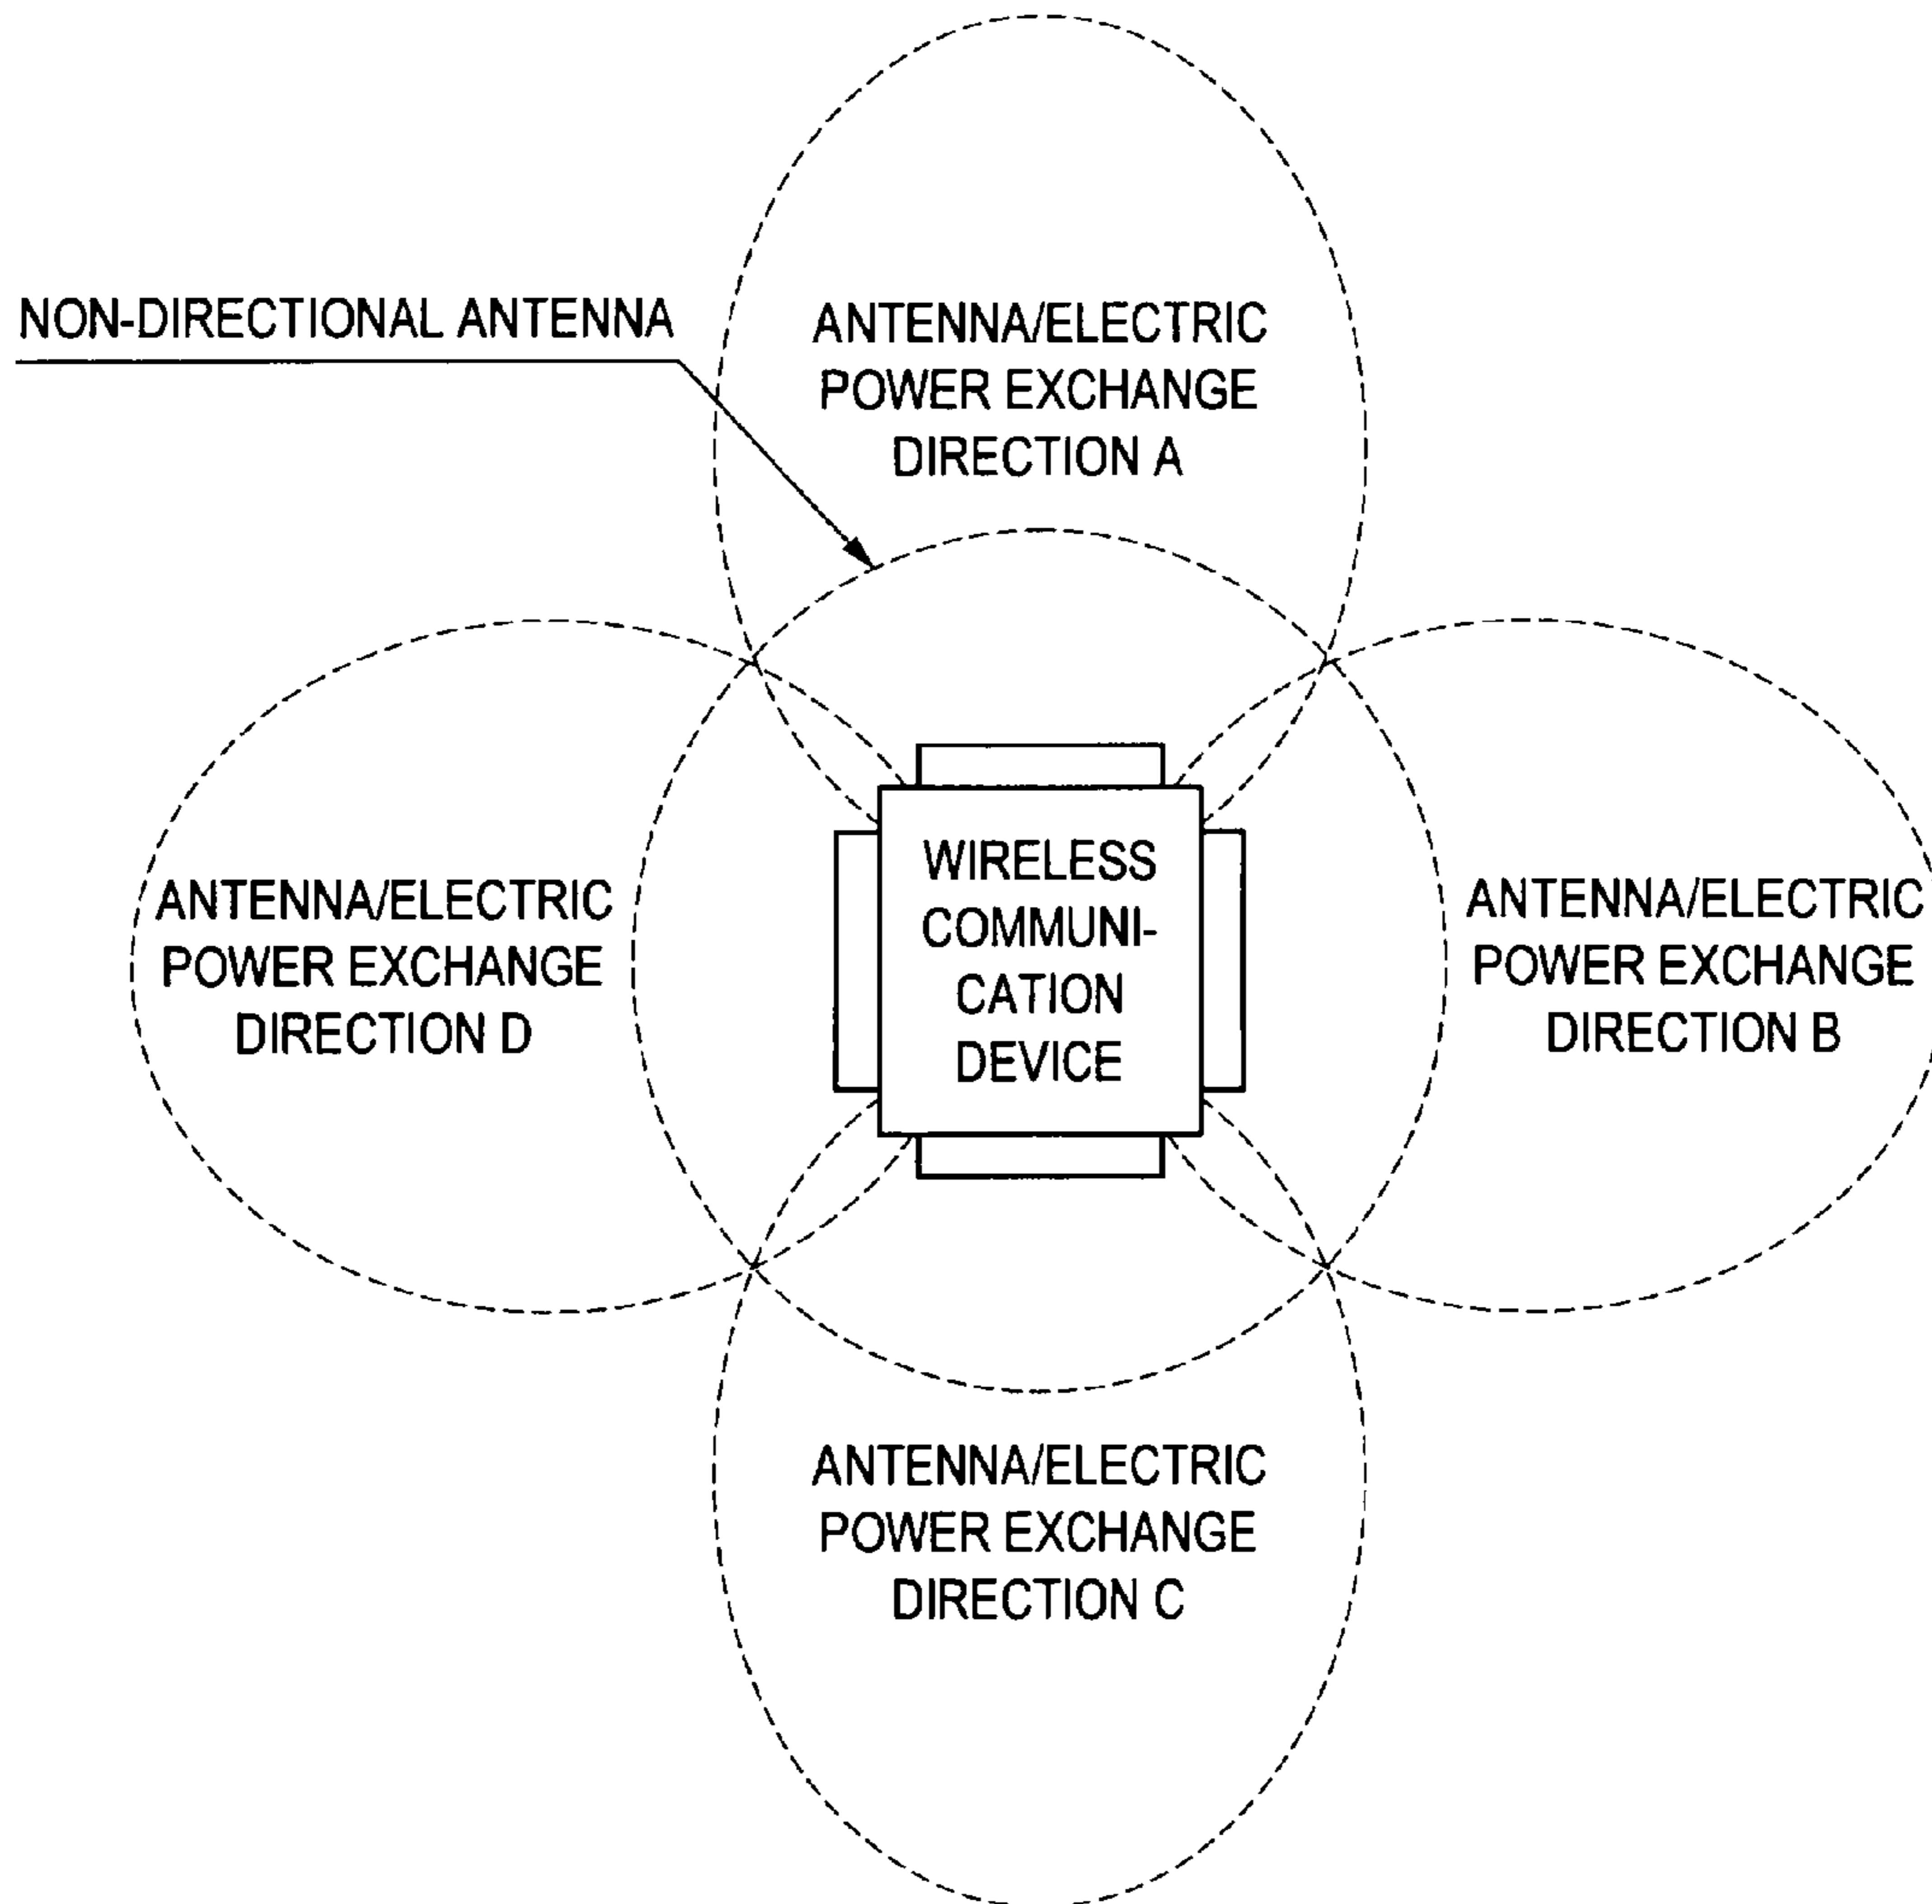 NON-DIRECTIONAL ANTENNA
ANTENNA/ELECTRIC
POWER EXCHANGE
DIRECTION A
ANTENNA/ELECTRIC
POWER EXCHANGE
DIRECTION D
WIRELESS
COMMUNI-
CATION
DEVICE
ANTENNA/ELECTRIC
POWER EXCHANGE
DIRECTION B
ANTENNA/ELECTRIC
POWER EXCHANGE
DIRECTION C